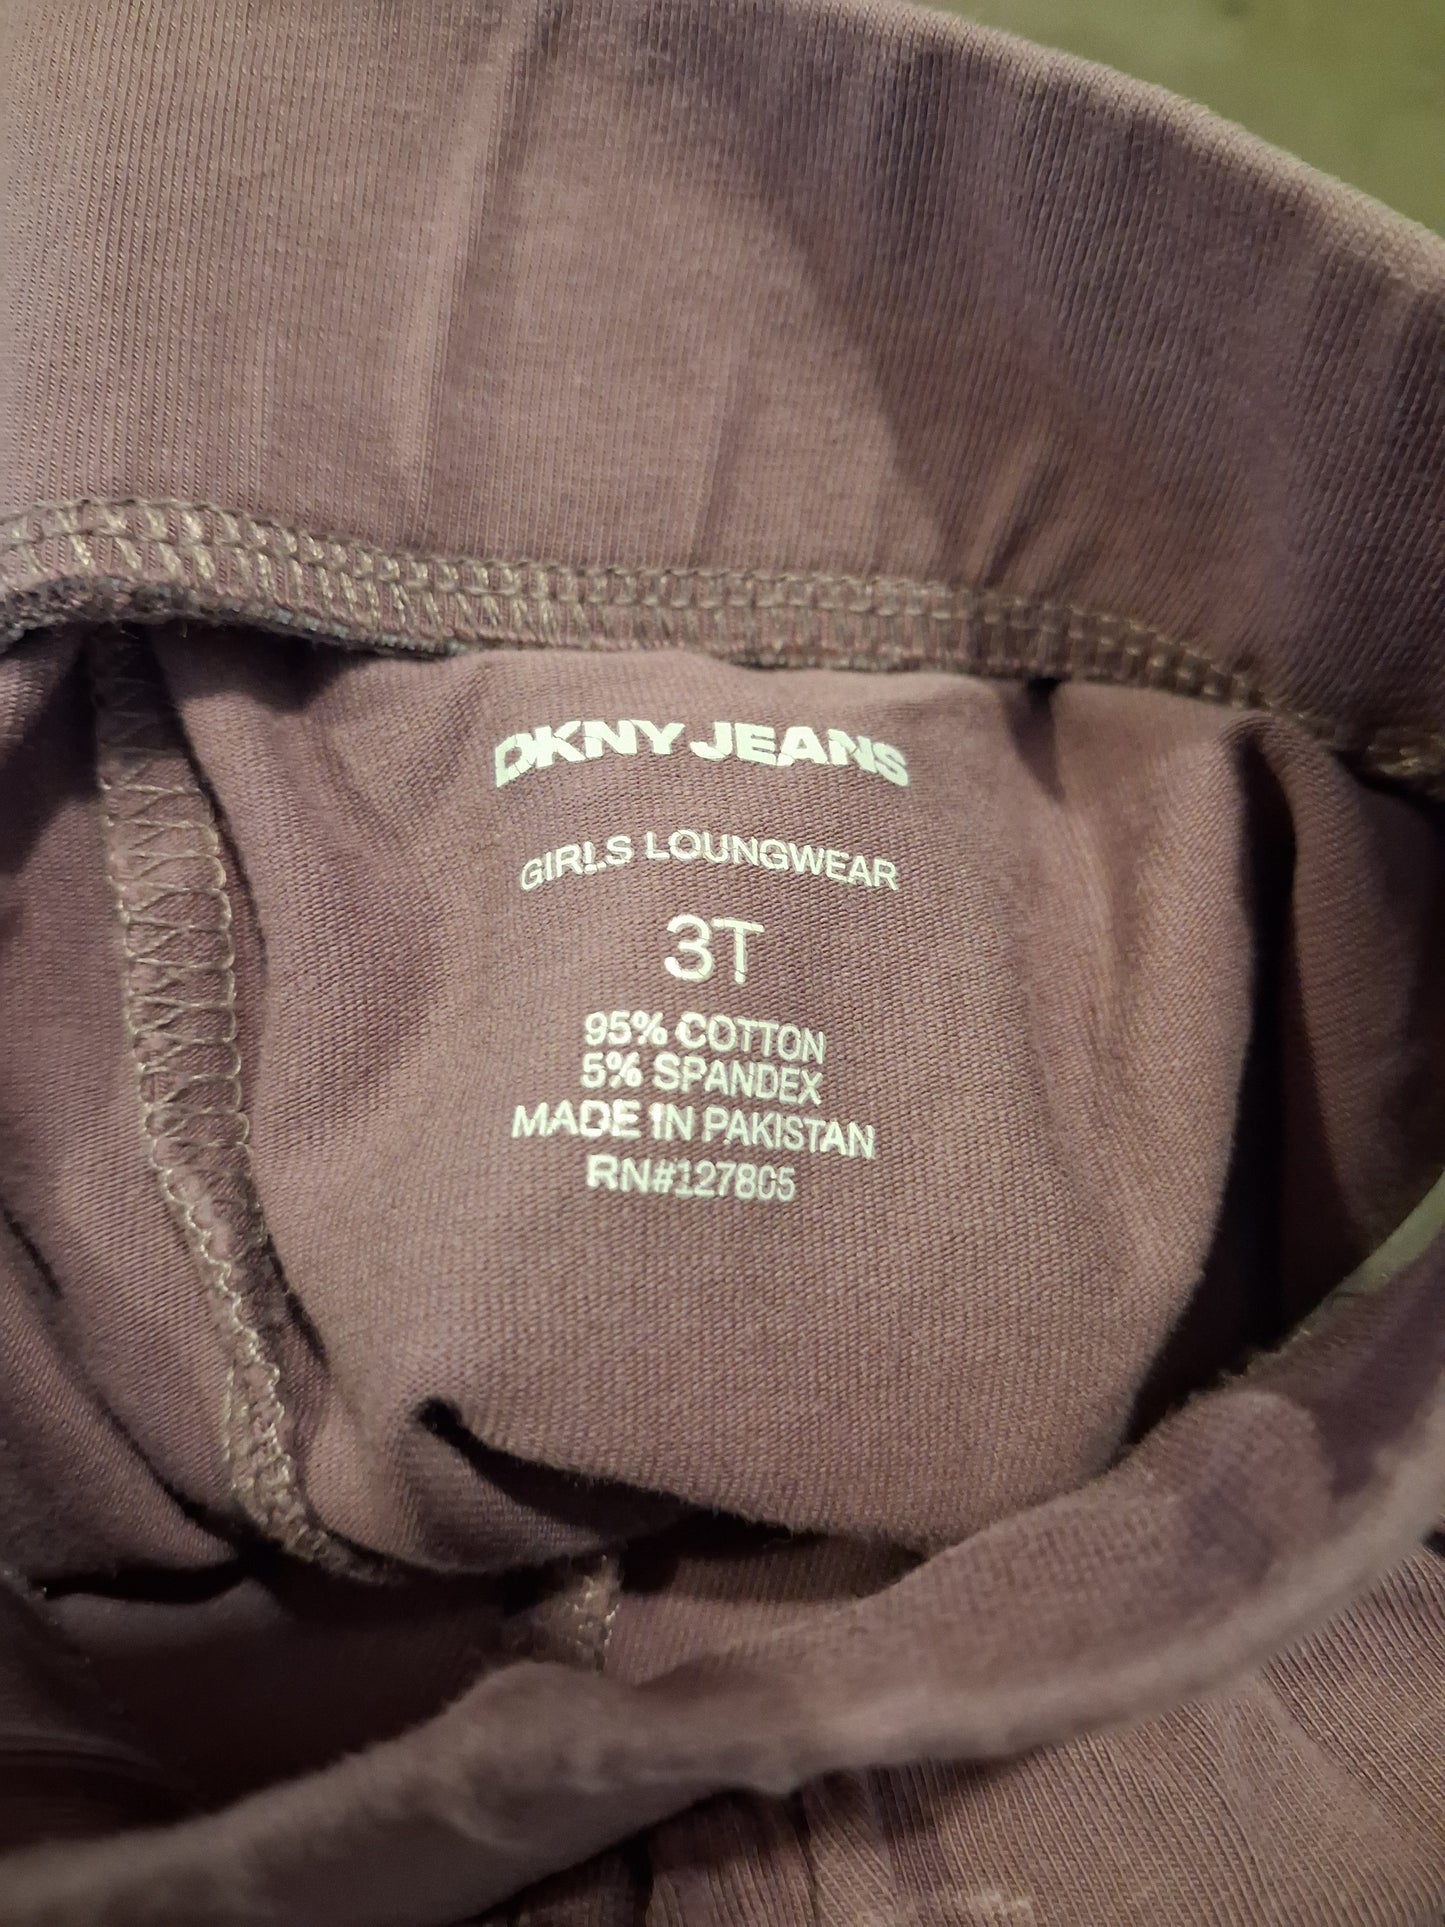 DKNY JEANS
GIRLS LOUNGWEAR
3T
95% COTTON
5% SPANDEX
MADE IN PAKISTAN
RN#127805